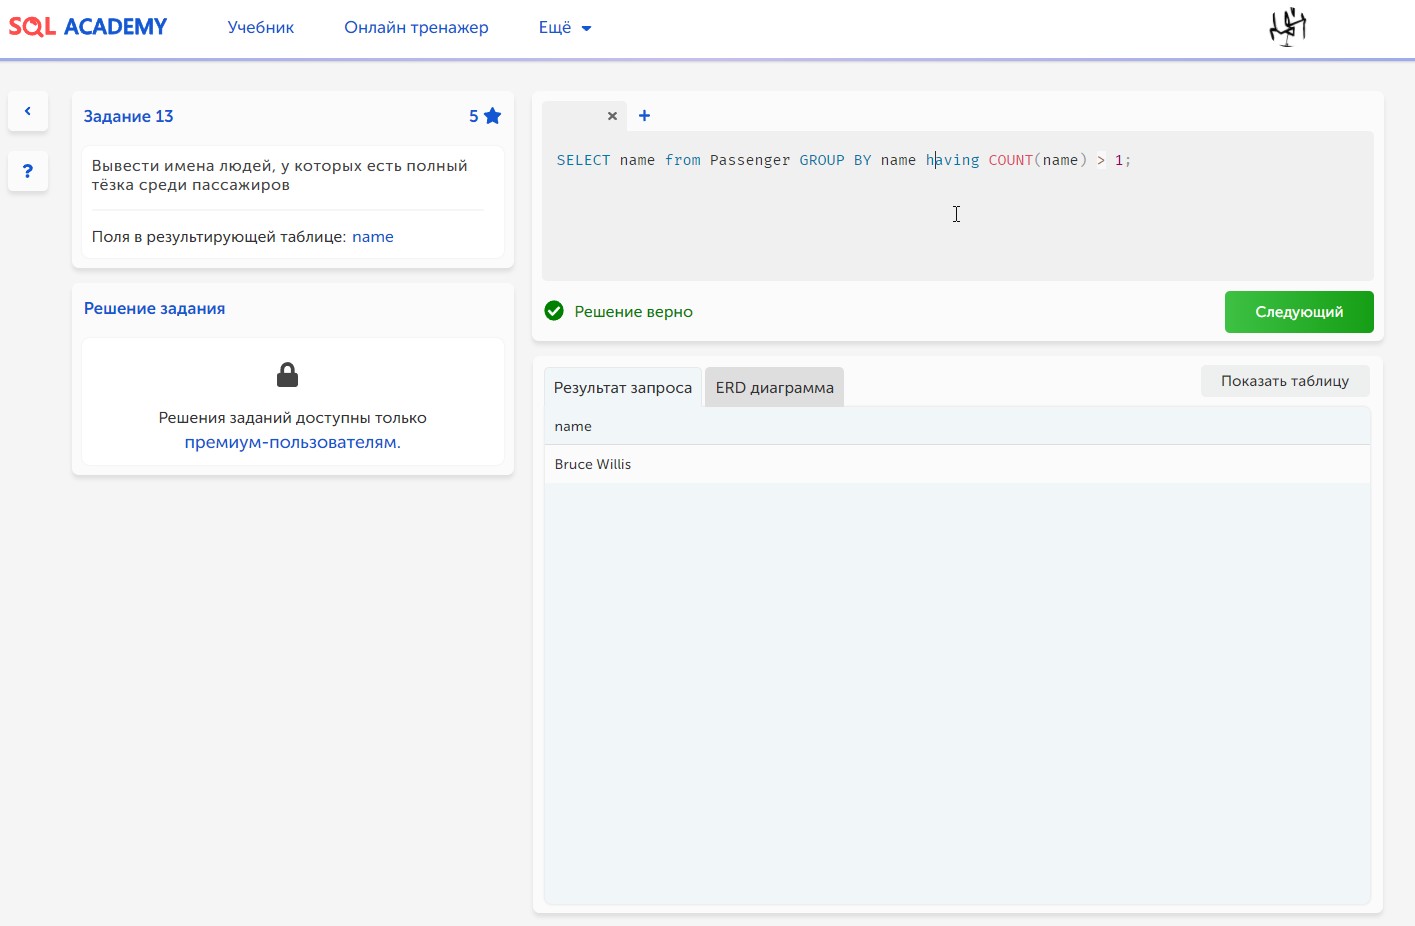 SQL ACADEMY
Учебник
Онлайн тренажер
Ещё
Задание 13
5
Вывести имена людей, у которых есть полный
тёзка среди пассажиров
Поля в результирующей таблице: name
Решение задания
Решения заданий доступны только
премиум-пользователям.
SELECT name from Passenger GROUP BY name having COUNT(name) > 1;
Решение верно
Следующий
Результат запроса
ERD диаграмма
Показать таблицу
name
Bruce Willis